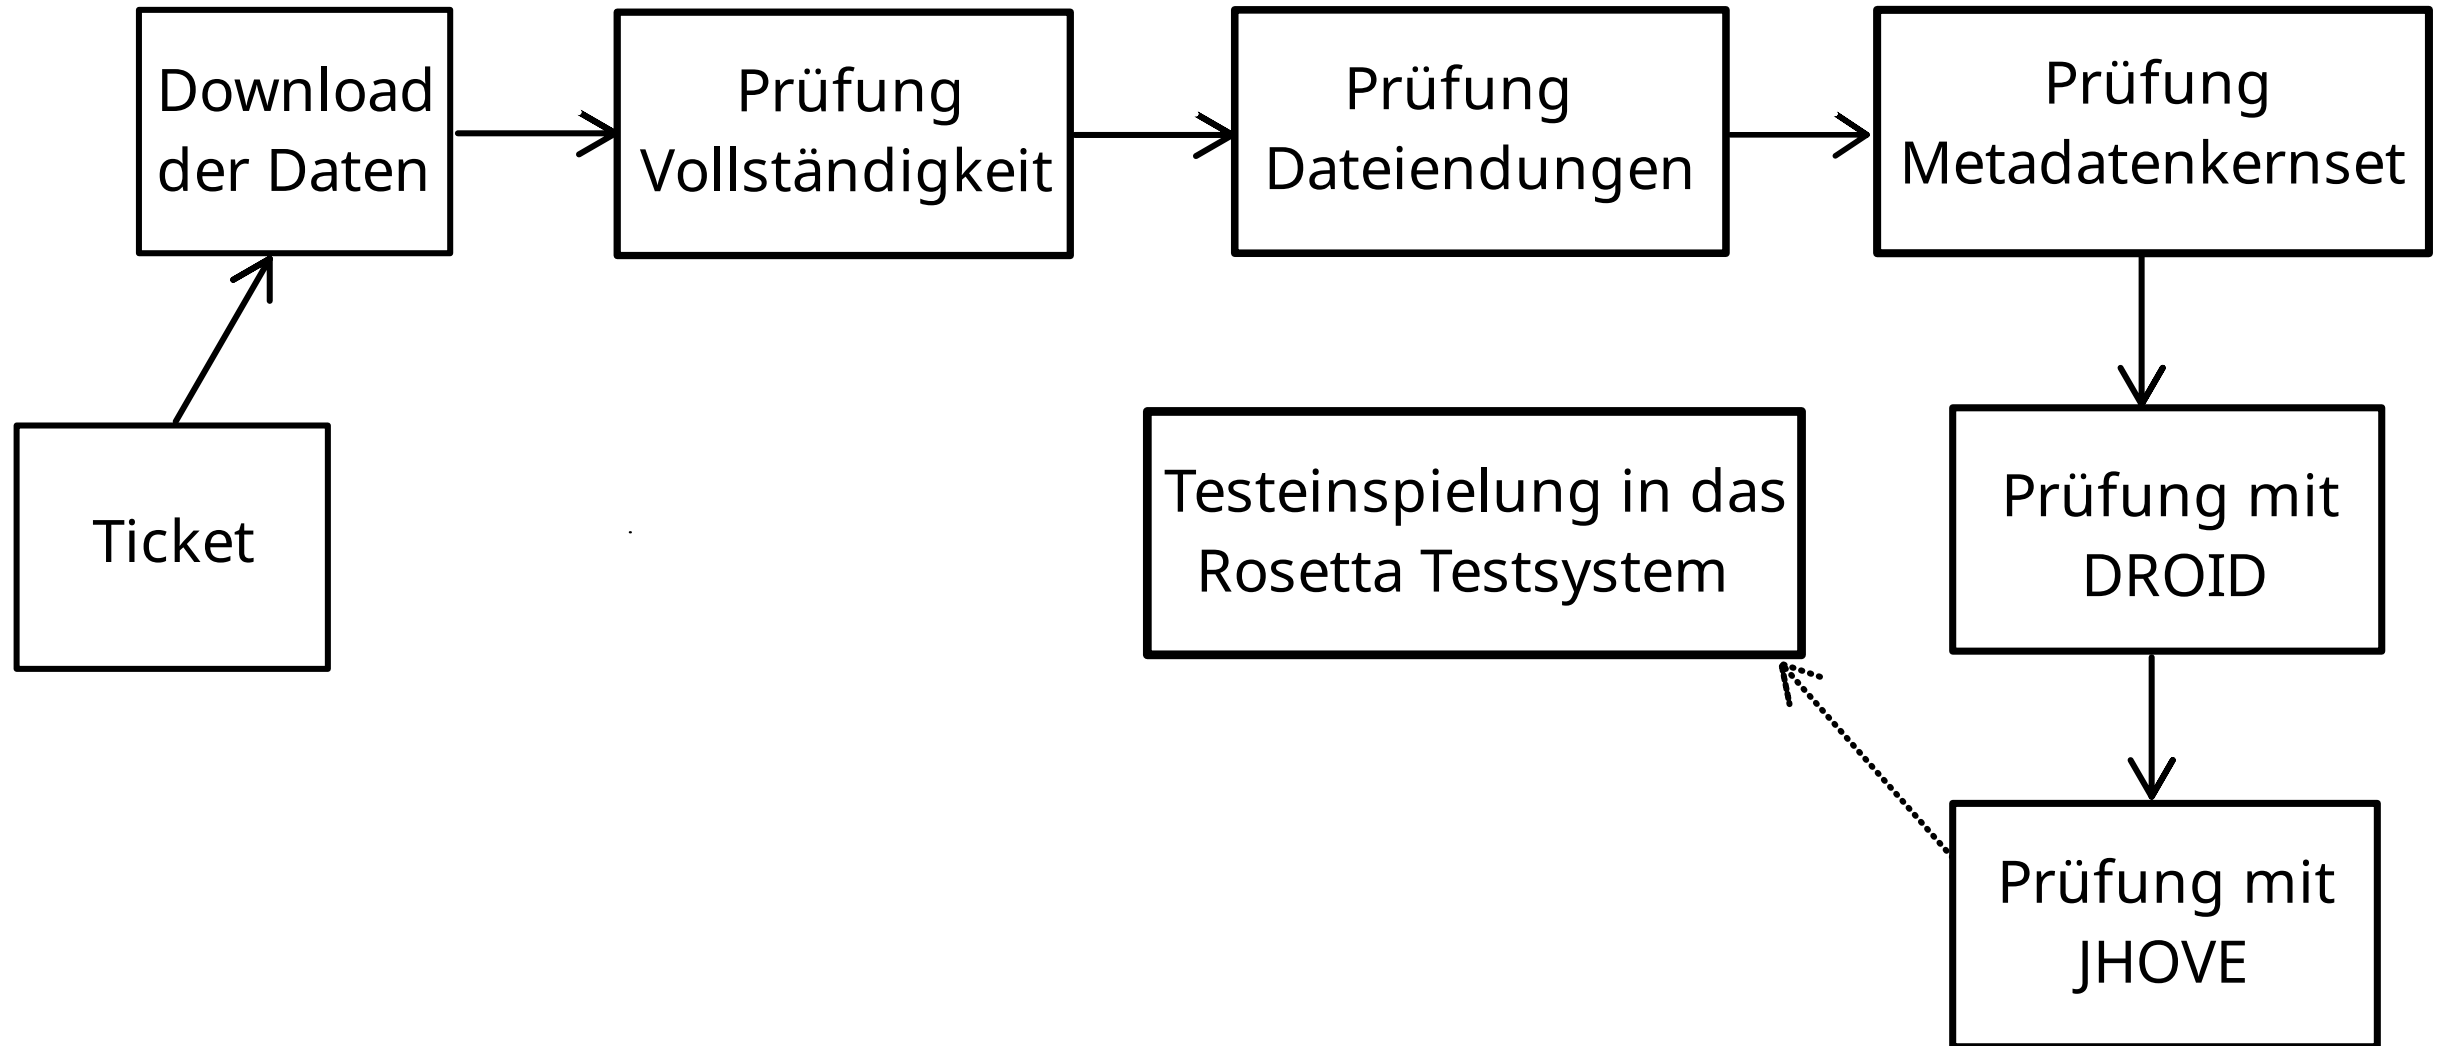 Download
der Daten
Prüfung
Vollständigkeit
Prüfung
Dateiendungen
Prüfung
Metadatenkernset
Ticket
Testeinspielung in das
Rosetta Testsystem
Prüfung mit
DROID
Prüfung mit
JHOVE